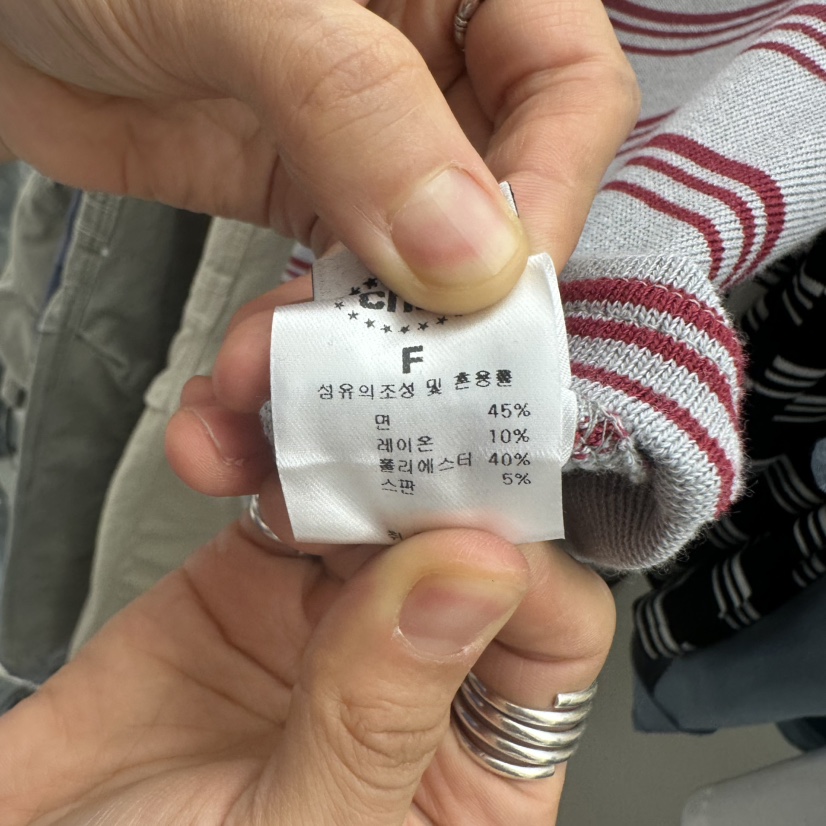 F
섬유의조성 및 혼용률
면 45%
레이온 10%
폴리에스터 40%
스판 5%